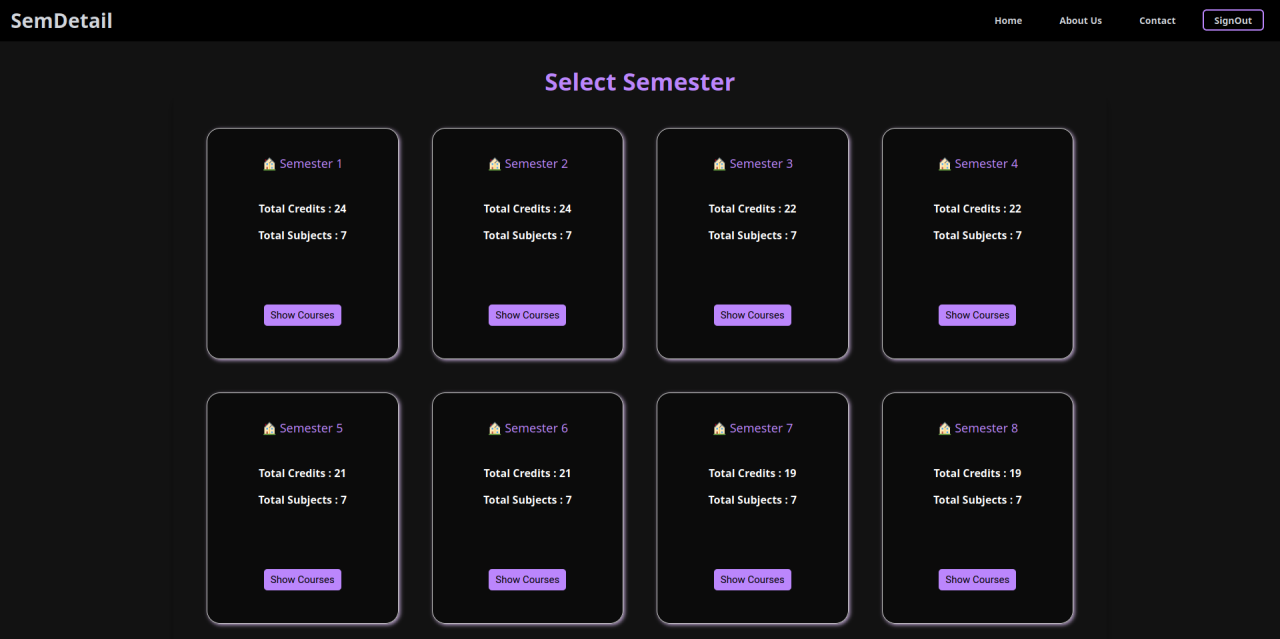 SemDetail
Home About Us Contact SignOut
Select Semester
Semester 1 Semester 2 Semester 3 Semester 4
Total Credits : 24 Total Credits : 24 Total Credits : 22 Total Credits : 22
Total Subjects : 7 Total Subjects : 7 Total Subjects : 7 Total Subjects : 7
Show Courses Show Courses Show Courses Show Courses
Semester 5 Semester 6 Semester 7 Semester 8
Total Credits : 21 Total Credits : 21 Total Credits : 19 Total Credits : 19
Total Subjects : 7 Total Subjects : 7 Total Subjects : 7 Total Subjects : 7
Show Courses Show Courses Show Courses Show Courses